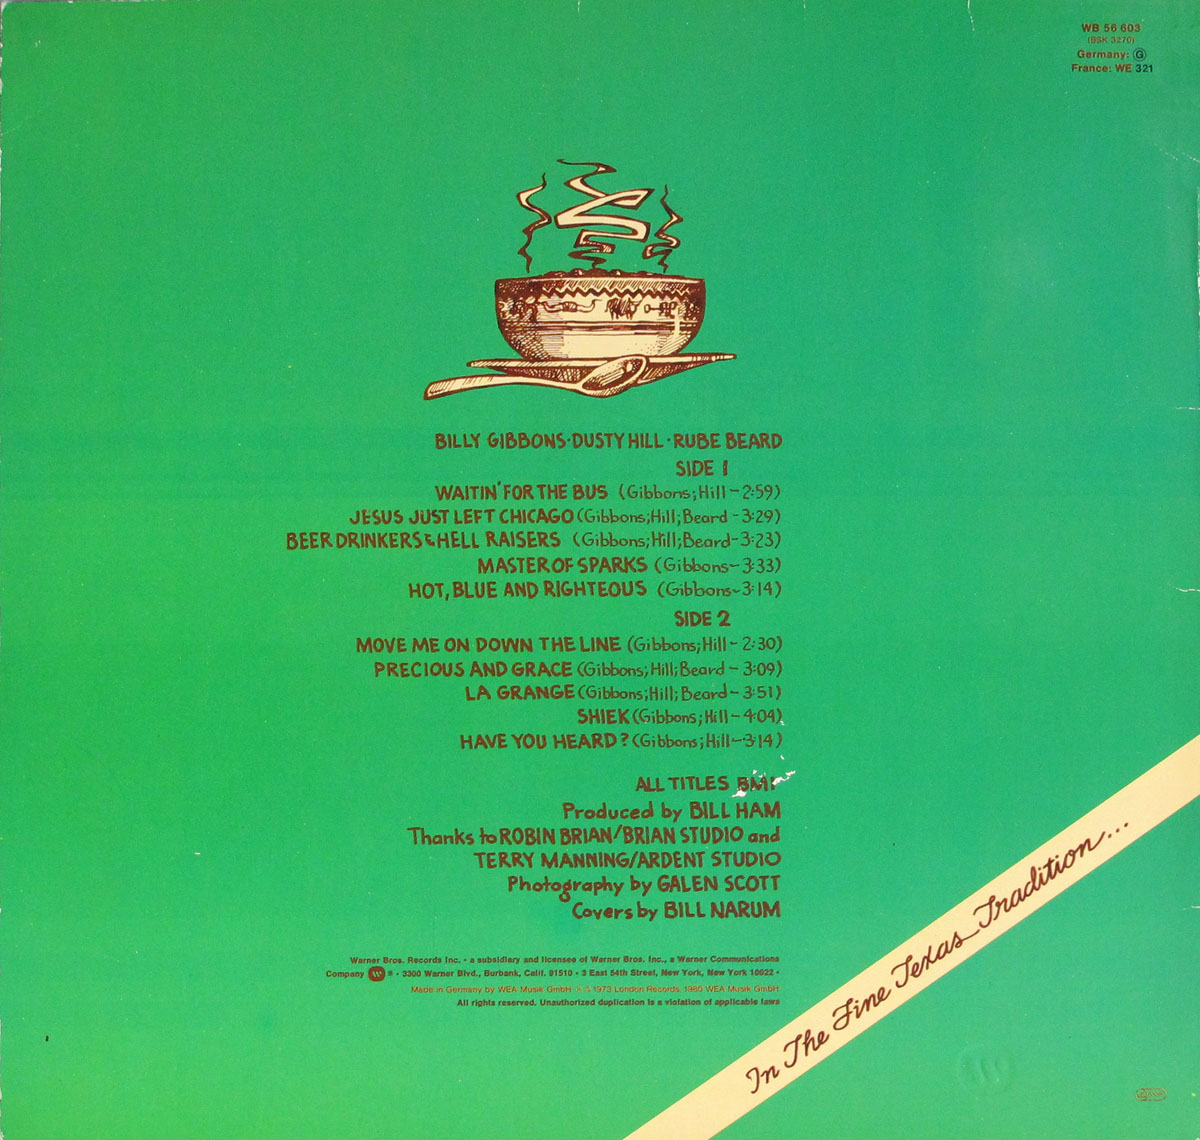 WB 56 603
(BSK 3270)
Germany: G
France: WE 321
BILLY GIBBONS · DUSTY HILL · RUBE BEARD
SIDE 1
WAITIN' FOR THE BUS (Gibbons; Hill - 2:59)
JESUS JUST LEFT CHICAGO (Gibbons; Hill; Beard - 3:29)
BEER DRINKERS & HELL RAISERS (Gibbons; Hill; Beard - 3:23)
MASTER OF SPARKS (Gibbons - 3:33)
HOT, BLUE AND RIGHTEOUS (Gibbons - 3:14)
SIDE 2
MOVE ME ON DOWN THE LINE (Gibbons; Hill - 2:30)
PRECIOUS AND GRACE (Gibbons; Hill; Beard - 3:09)
LA GRANGE (Gibbons; Hill; Beard - 3:51)
SHIEK (Gibbons; Hill - 4:04)
HAVE YOU HEARD? (Gibbons; Hill - 3:14)
ALL TITLES BMI
Produced by BILL HAM
Thanks to ROBIN BRIAN/BRIAN STUDIO and
TERRY MANNING/ARDENT STUDIO
Photography by GALEN SCOTT
Covers by BILL NARUM
Warner Bros. Records Inc. • a subsidiary and licensee of Warner Bros. Inc., a Warner Communications
Company W ® • 3300 Warner Blvd., Burbank, Calif. 91510 • 3 East 54th Street, New York, New York 10022 •
Made in Germany by WEA Musik GmbH • ℗ 1973 London Records, 1980 WEA Musik GmbH
All rights reserved. Unauthorized duplication is a violation of applicable laws
In The Fine Texas Tradition...